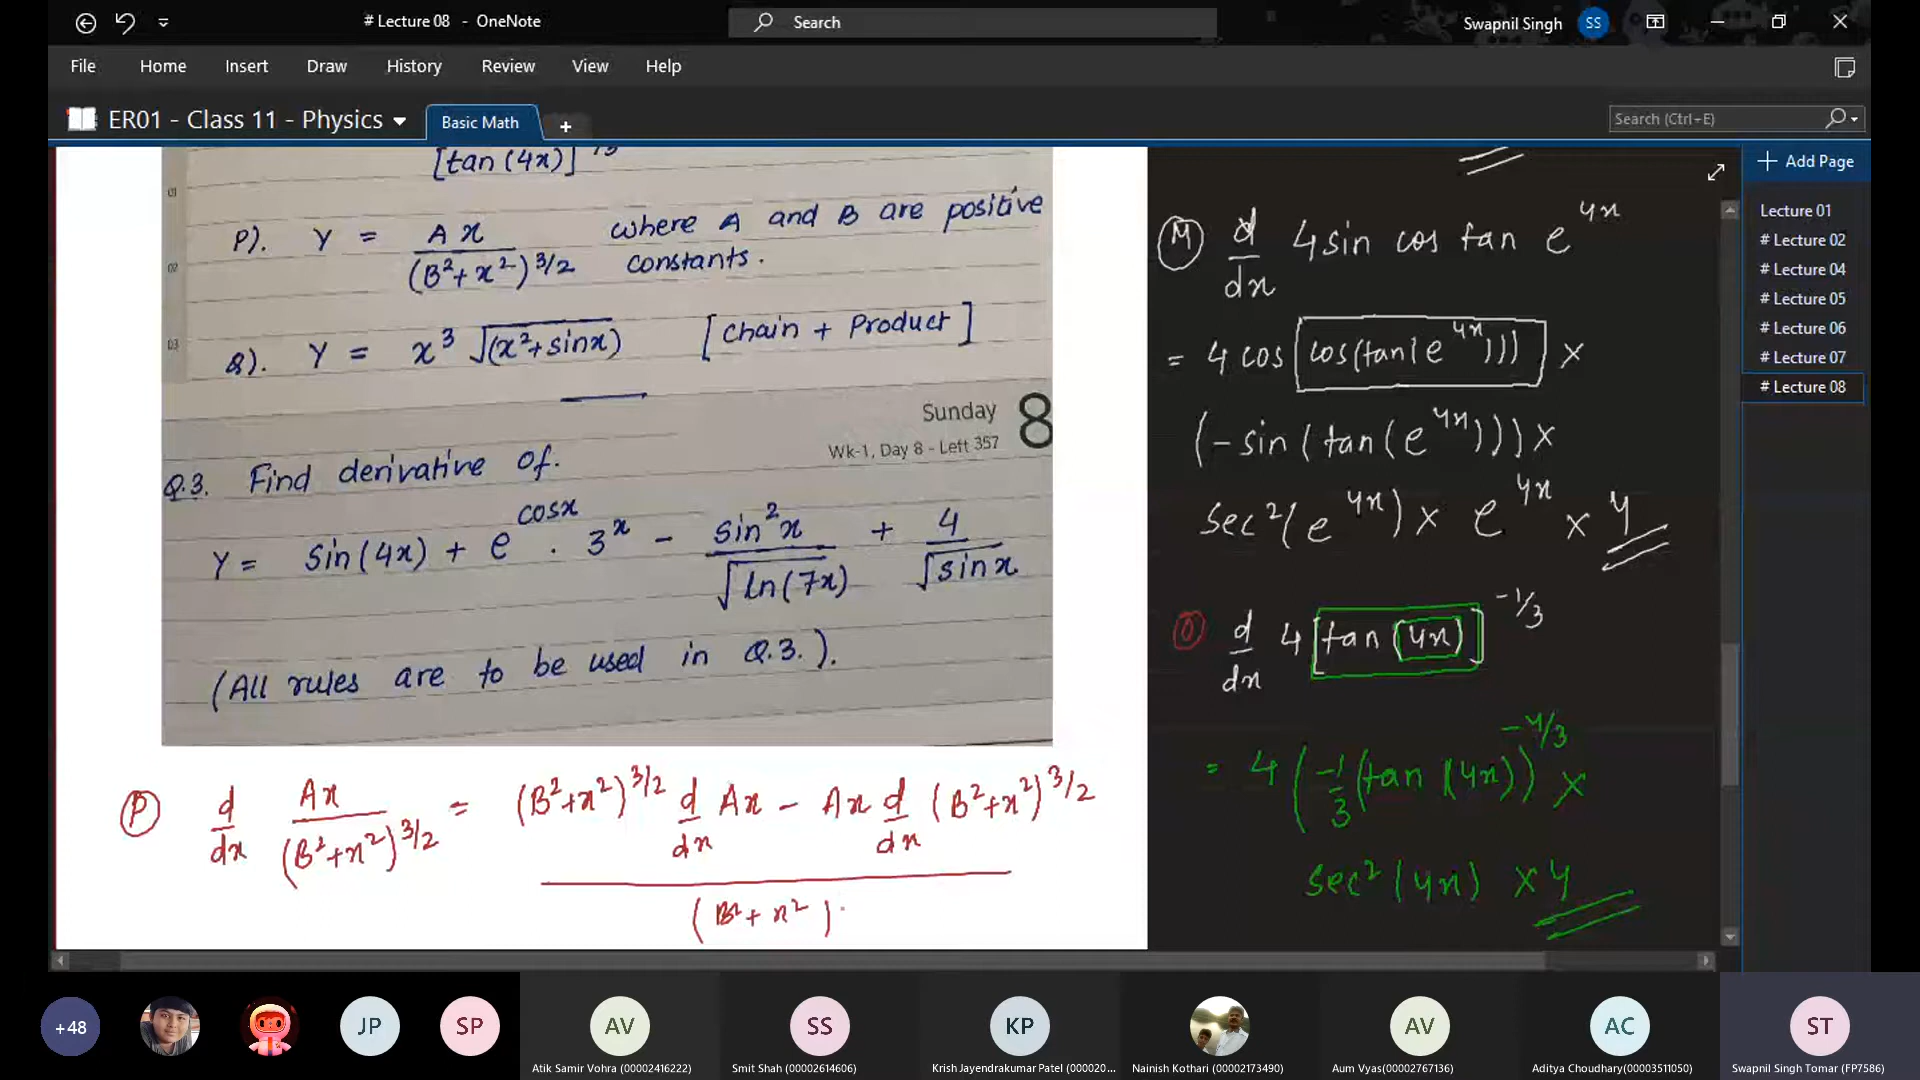 # Lecture 08 - OneNote
Search
Swapnil Singh
SS
File Home Insert Draw History Review View Help
ER01 - Class 11 - Physics
Basic Math
+
Search (Ctrl+E)
[tan (4x)]
P). Y = Ax / (B²+x²)^3/2 where A and B are positive
constants.
Q). Y = x³ √(x²+sinx) [Chain + Product]
Sunday 8
Wk-1, Day 8 - Left 357
Q.3. Find derivative of.
Y = Sin(4x) + e^cosx . 3^x - sin²x / √ln(7x) + 4 / √sinx
(All rules are to be used in Q.3.).
P d/dx Ax / (B²+x²)^3/2 = (B²+x²)^3/2 d/dx Ax - Ax d/dx (B²+x²)^3/2
(B²+x²)
M d/dx 4 sin cos tan e^4x
= 4 cos cos(tan(e^4x))) x
(-sin(tan(e^4x))) x
sec²(e^4x) x e^4x x 4
O d/dx 4 [tan (4x)]^-1/3
= 4 (-1/3 (tan (4x))^-4/3 x
sec² (4x) x 4
+ Add Page
Lecture 01
# Lecture 02
# Lecture 04
# Lecture 05
# Lecture 06
# Lecture 07
# Lecture 08
+48
JP
SP
AV
SS
KP
AV
AC
ST
Atik Samir Vohra (00002416222)
Smit Shah (00002614606)
Krish Jayendrakumar Patel (000020...
Nainish Kothari (00002173490)
Aum Vyas(00002767136)
Aditya Choudhary(00003511050)
Swapnil Singh Tomar (FP7586)